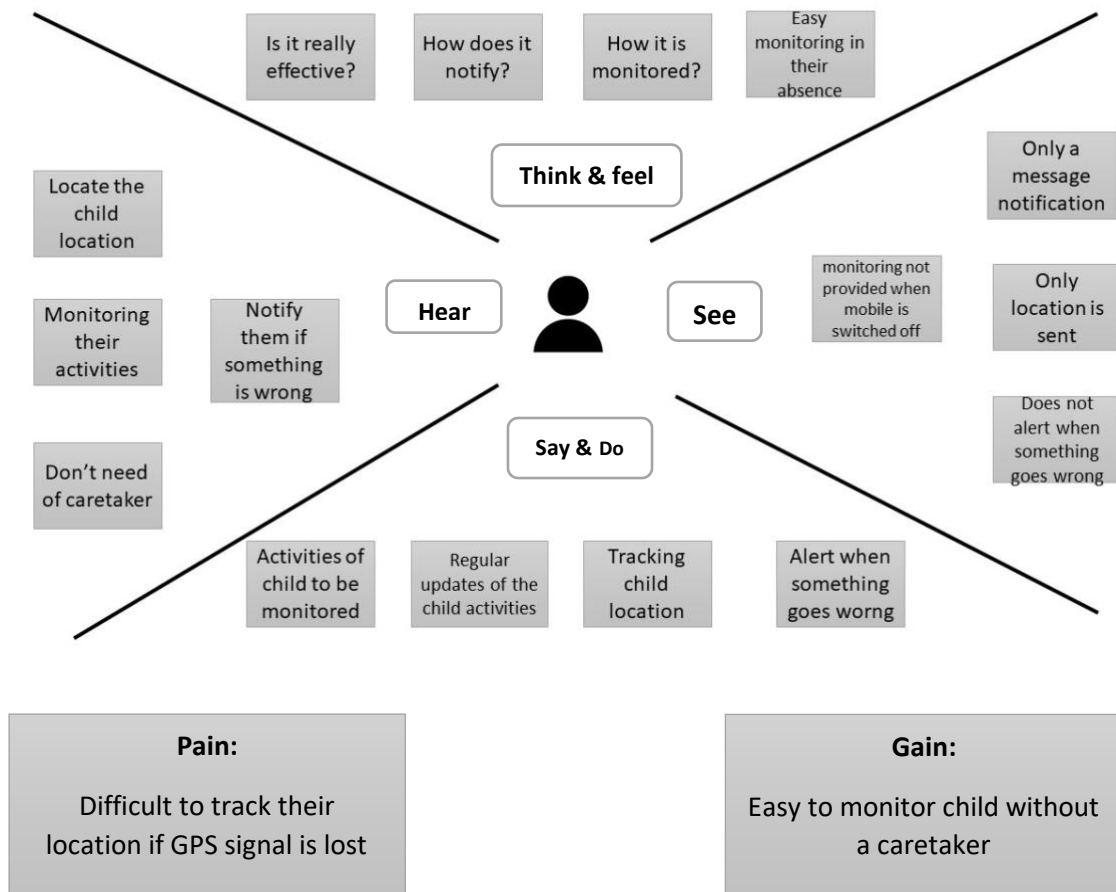 Is it really
effective?
How does it
notify?
How it is
monitored?
Easy
monitoring in
their
absence
Think & feel
Locate the
child
location
Monitoring
their
activities
Notify
them if
something
is wrong
Don't need
of caretaker
Hear
See
Only a
message
notification
monitoring not
provided when
mobile is
switched off
Only
location is
sent
Does not
alert when
something
goes wrong
Say & Do
Activities of
child to be
monitored
Regular
updates of the
child activities
Tracking
child
location
Alert when
something
goes worng
Pain:
Difficult to track their
location if GPS signal is lost
Gain:
Easy to monitor child without
a caretaker